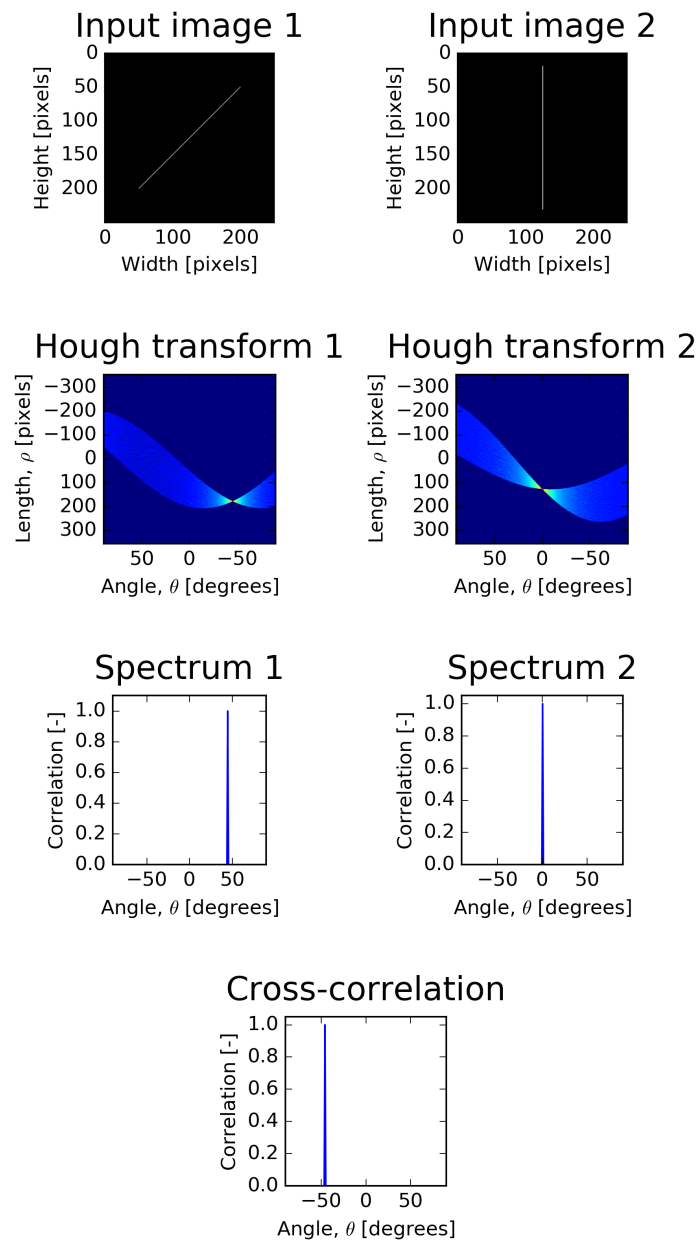 Input image 1
Input image 2
0
50
100
150
200
Height [pixels]
0 100 200
Width [pixels]
0
50
100
150
200
Height [pixels]
0 100 200
Width [pixels]
Hough transform 1
Hough transform 2
−300
−200
−100
0
100
200
300
Length, ρ [pixels]
50 0 −50
Angle, θ [degrees]
−300
−200
−100
0
100
200
300
Length, ρ [pixels]
50 0 −50
Angle, θ [degrees]
Spectrum 1
Spectrum 2
1.0
0.8
0.6
0.4
0.2
0.0
Correlation [-]
−50 0 50
Angle, θ [degrees]
1.0
0.8
0.6
0.4
0.2
0.0
Correlation [-]
−50 0 50
Angle, θ [degrees]
Cross-correlation
1.0
0.8
0.6
0.4
0.2
0.0
Correlation [-]
−50 0 50
Angle, θ [degrees]